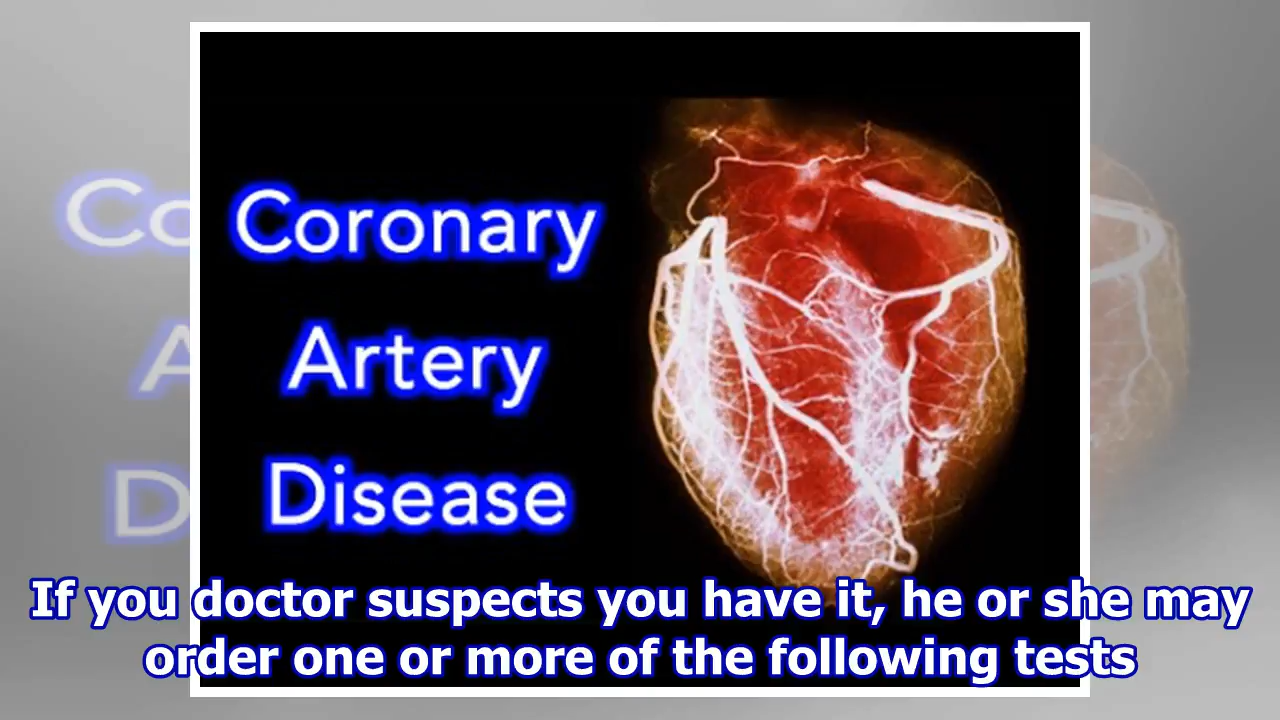 Coronary
Artery
Disease
If you doctor suspects you have it, he or she may
order one or more of the following tests